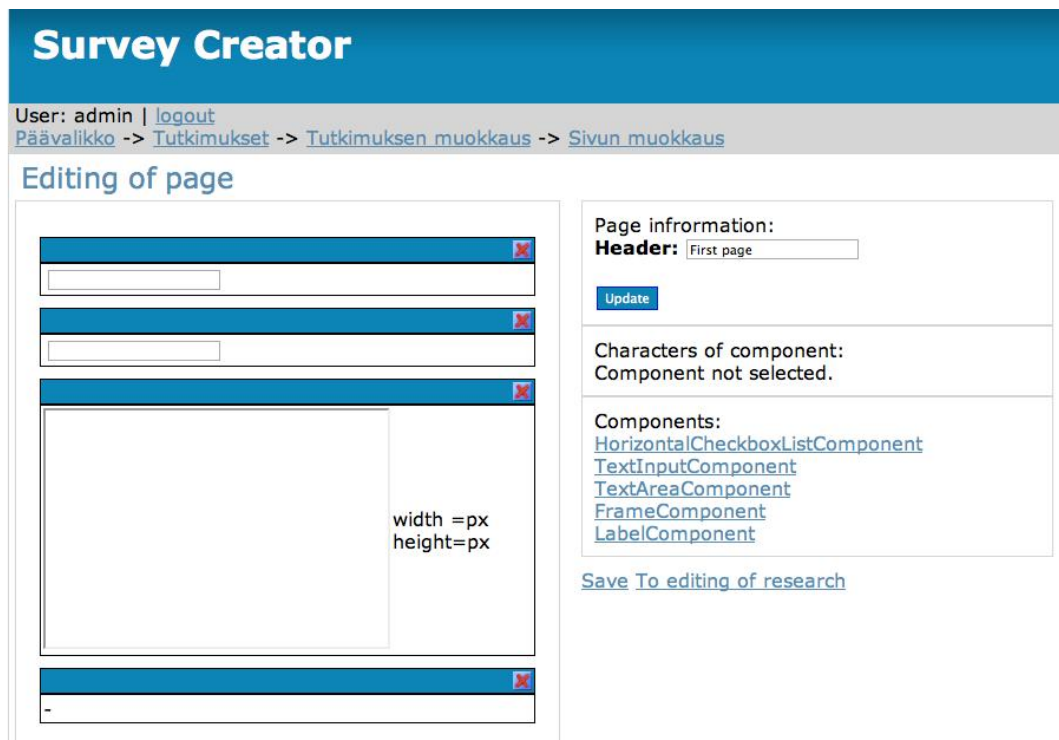 Survey Creator
User: admin | logout
Päävalikko -> Tutkimukset -> Tutkimuksen muokkaus -> Sivun muokkaus
Editing of page
width =px
height=px
-
Page infrormation:
Header: First page
Update
Characters of component:
Component not selected.
Components:
HorizontalCheckboxListComponent
TextInputComponent
TextAreaComponent
FrameComponent
LabelComponent
Save To editing of research